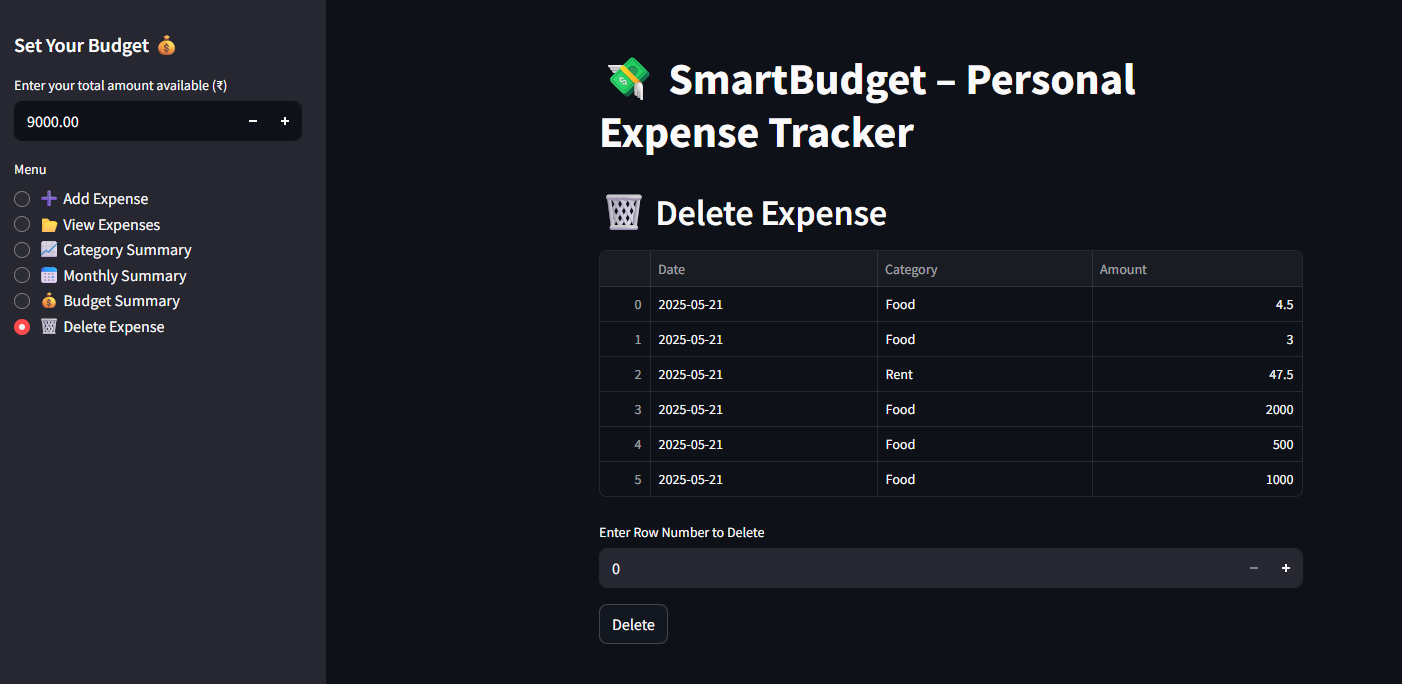 Set Your Budget 💰
Enter your total amount available (₹)
9000.00 − +
Menu
➕ Add Expense
📂 View Expenses
📈 Category Summary
📅 Monthly Summary
💰 Budget Summary
🗑️ Delete Expense
💸 SmartBudget – Personal
Expense Tracker
🗑️ Delete Expense
Date Category Amount
0 2025-05-21 Food 4.5
1 2025-05-21 Food 3
2 2025-05-21 Rent 47.5
3 2025-05-21 Food 2000
4 2025-05-21 Food 500
5 2025-05-21 Food 1000
Enter Row Number to Delete
0 − +
Delete